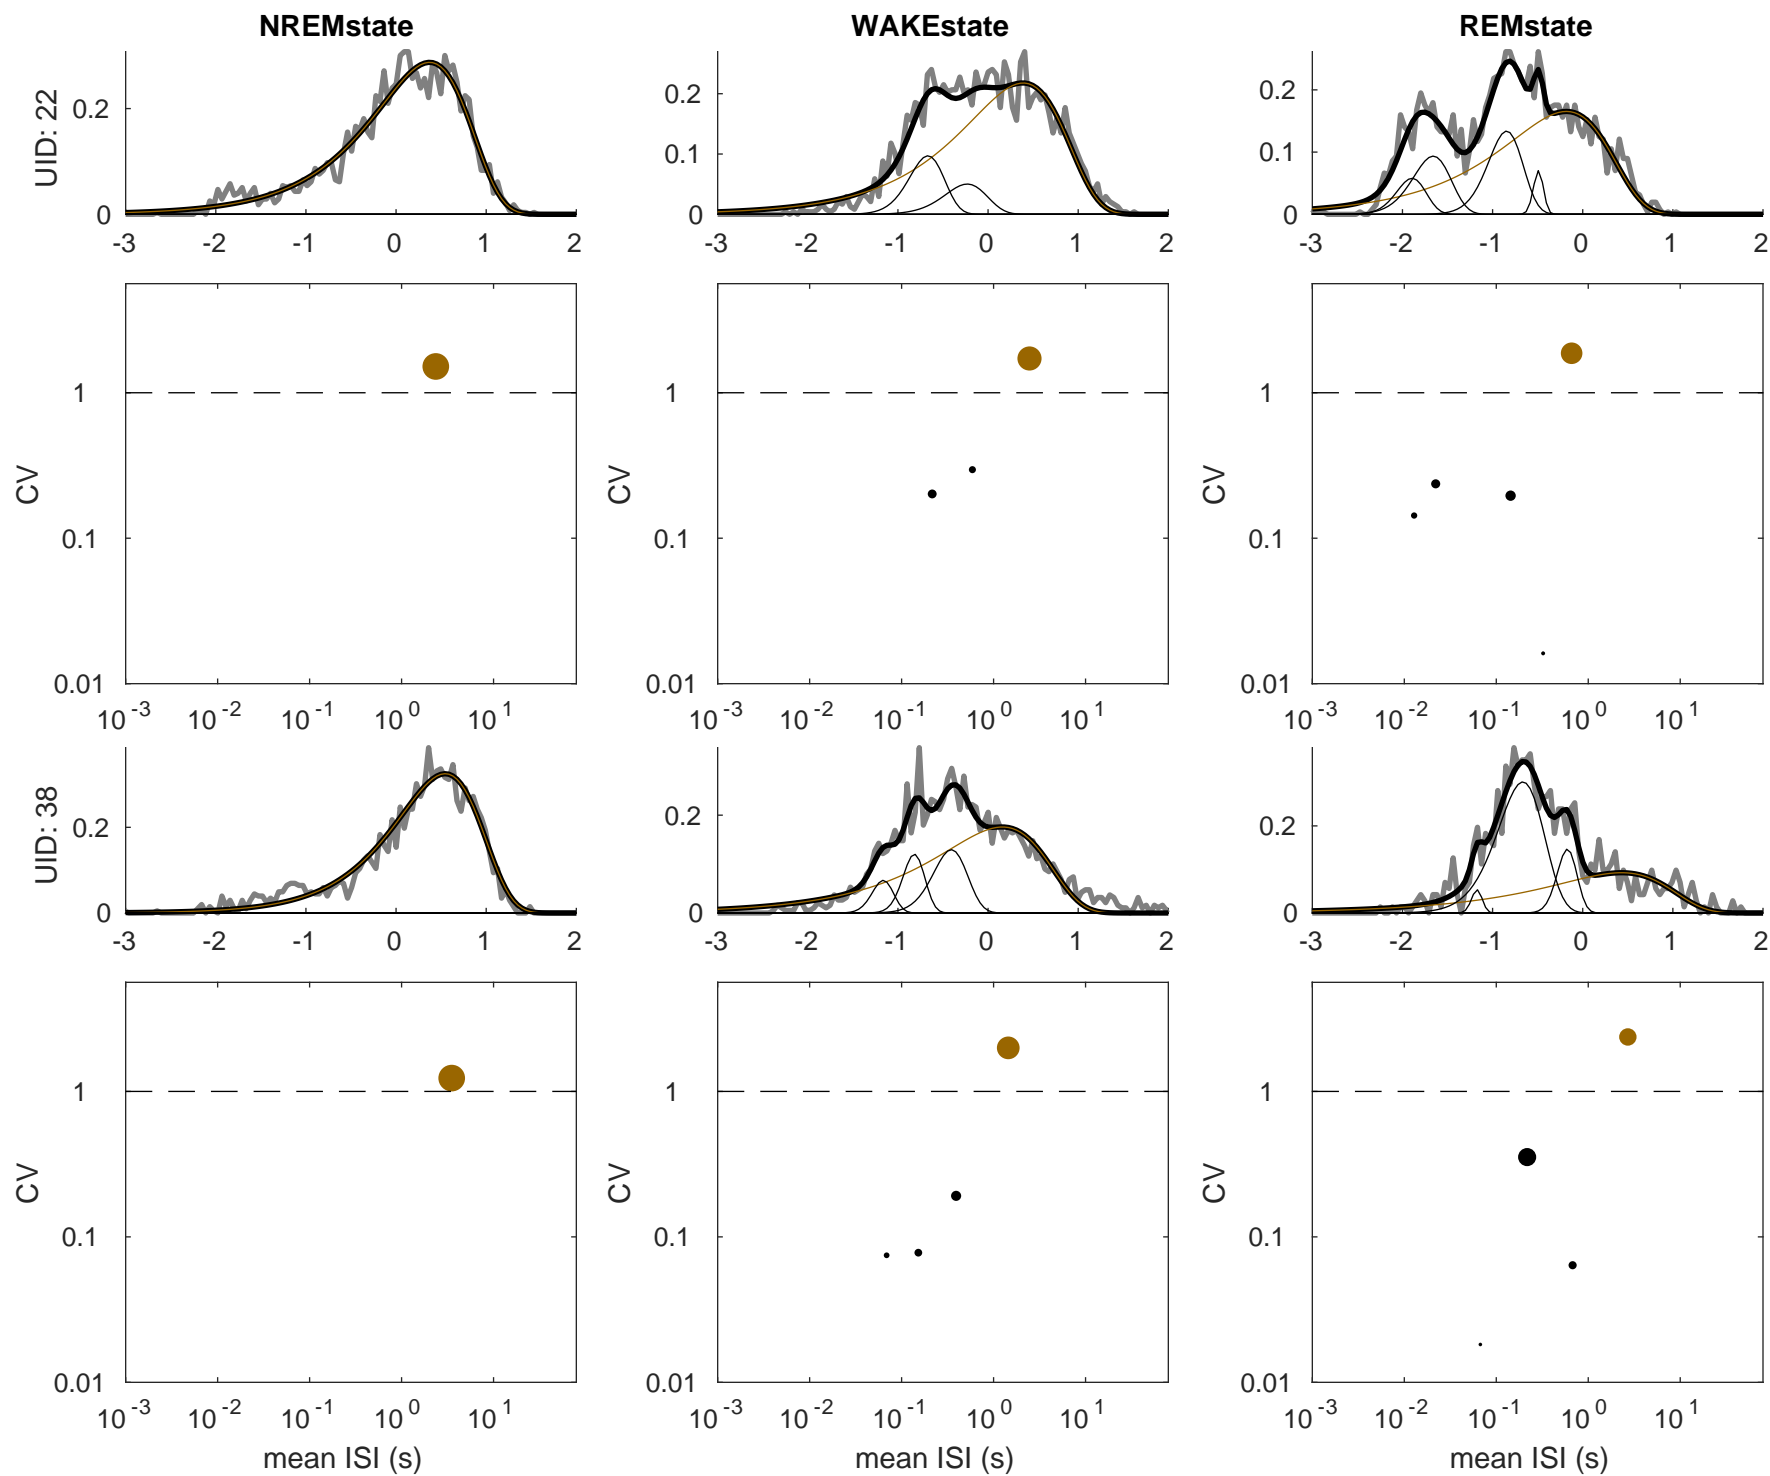 NREMstate WAKEstate REMstate
UID: 22
0.2 0.2 0.2
0.1 0.1
0 0 0
-3 -2 -1 0 1 2 -3 -2 -1 0 1 2 -3 -2 -1 0 1 2
CV CV CV
1 1 1
0.1 0.1 0.1
0.01 0.01 0.01
10^-3 10^-2 10^-1 10^0 10^1 10^-3 10^-2 10^-1 10^0 10^1 10^-3 10^-2 10^-1 10^0 10^1
UID: 38
0.2 0.2 0.2
0 0 0
-3 -2 -1 0 1 2 -3 -2 -1 0 1 2 -3 -2 -1 0 1 2
CV CV CV
1 1 1
0.1 0.1 0.1
0.01 0.01 0.01
10^-3 10^-2 10^-1 10^0 10^1 10^-3 10^-2 10^-1 10^0 10^1 10^-3 10^-2 10^-1 10^0 10^1
mean ISI (s) mean ISI (s) mean ISI (s)